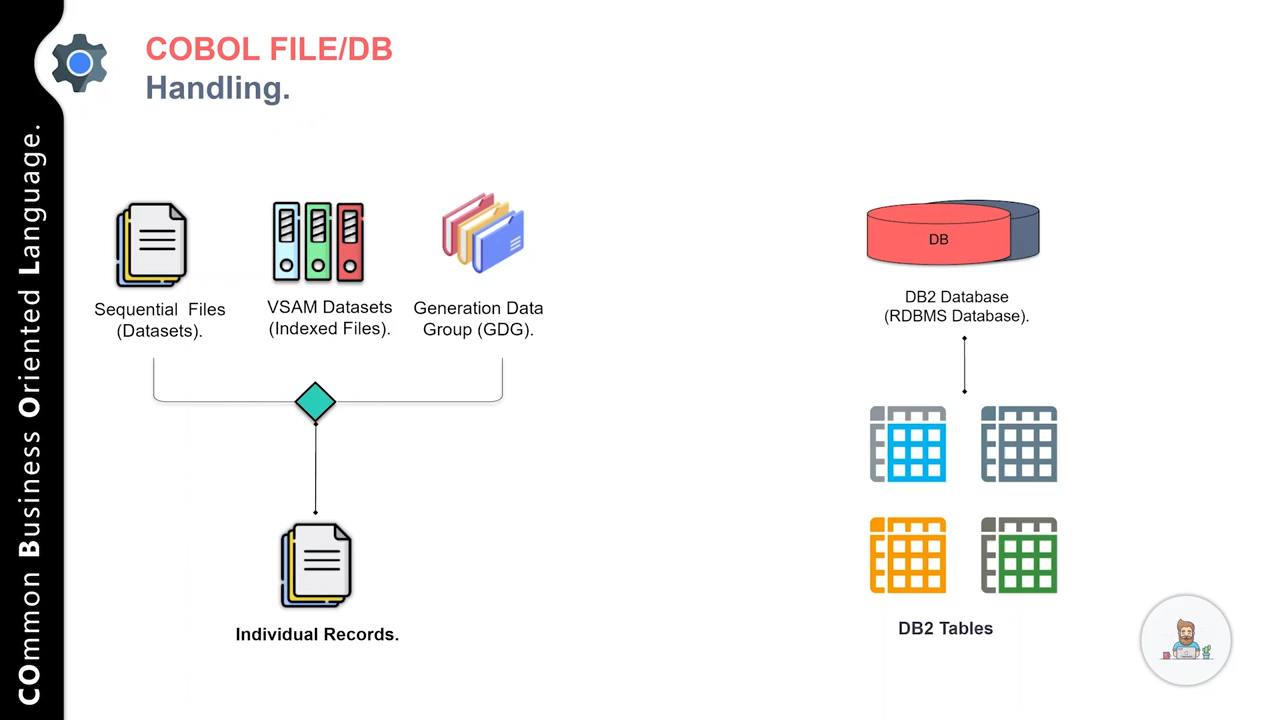 COBOL FILE/DB
Handling.
COmmon Business Oriented Language.
Sequential Files
(Datasets).
VSAM Datasets
(Indexed Files).
Generation Data
Group (GDG).
Individual Records.
DB
DB2 Database
(RDBMS Database).
DB2 Tables